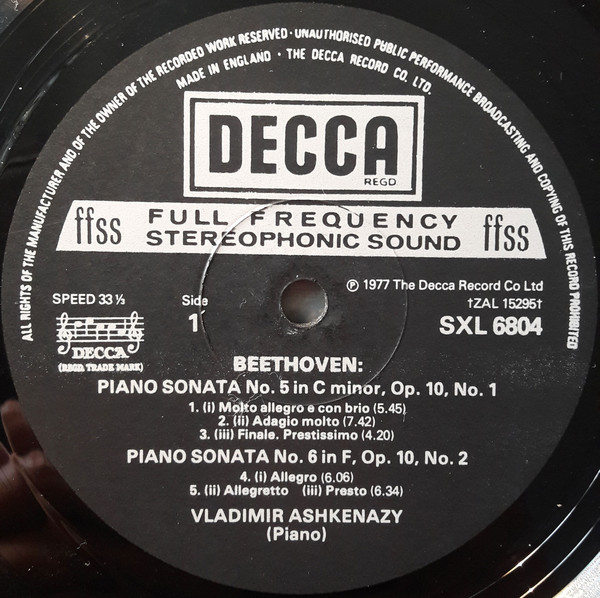 ALL RIGHTS OF THE MANUFACTURER AND OF THE OWNER OF THE RECORDED WORK RESERVED · UNAUTHORISED PUBLIC PERFORMANCE BROADCASTING AND COPYING OF THIS RECORD PROHIBITED
MADE IN ENGLAND · THE DECCA RECORD CO. LTD.
DECCA
REGD
ffss FULL FREQUENCY STEREOPHONIC SOUND ffss
℗ 1977 The Decca Record Co Ltd
SPEED 33⅓ Side †ZAL 15295†
1 SXL 6804
DECCA
(REGD. TRADE MARK)
BEETHOVEN:
PIANO SONATA No. 5 in C minor, Op. 10, No. 1
1. (i) Molto allegro e con brio (5.45)
2. (ii) Adagio molto (7.42)
3. (iii) Finale. Prestissimo (4.20)
PIANO SONATA No. 6 in F, Op. 10, No. 2
4. (i) Allegro (6.06)
5. (ii) Allegretto (iii) Presto (6.34)
VLADIMIR ASHKENAZY
(Piano)